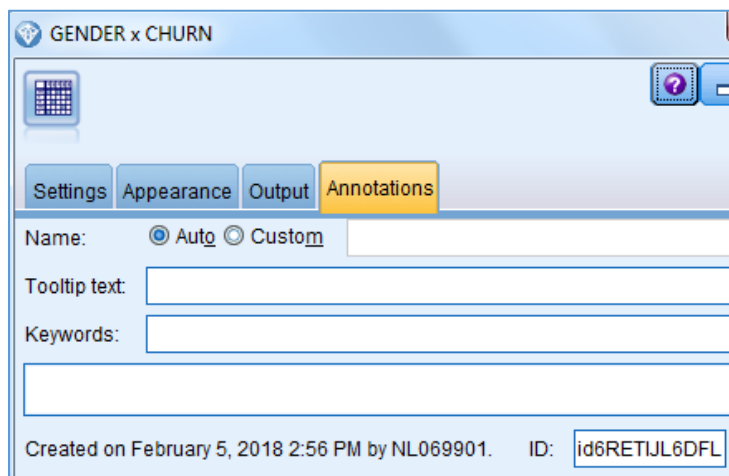 GENDER x CHURN
Settings Appearance Output Annotations
Name: Auto Custom
Tooltip text:
Keywords:
Created on February 5, 2018 2:56 PM by NL069901. ID: id6RETIJL6DFL